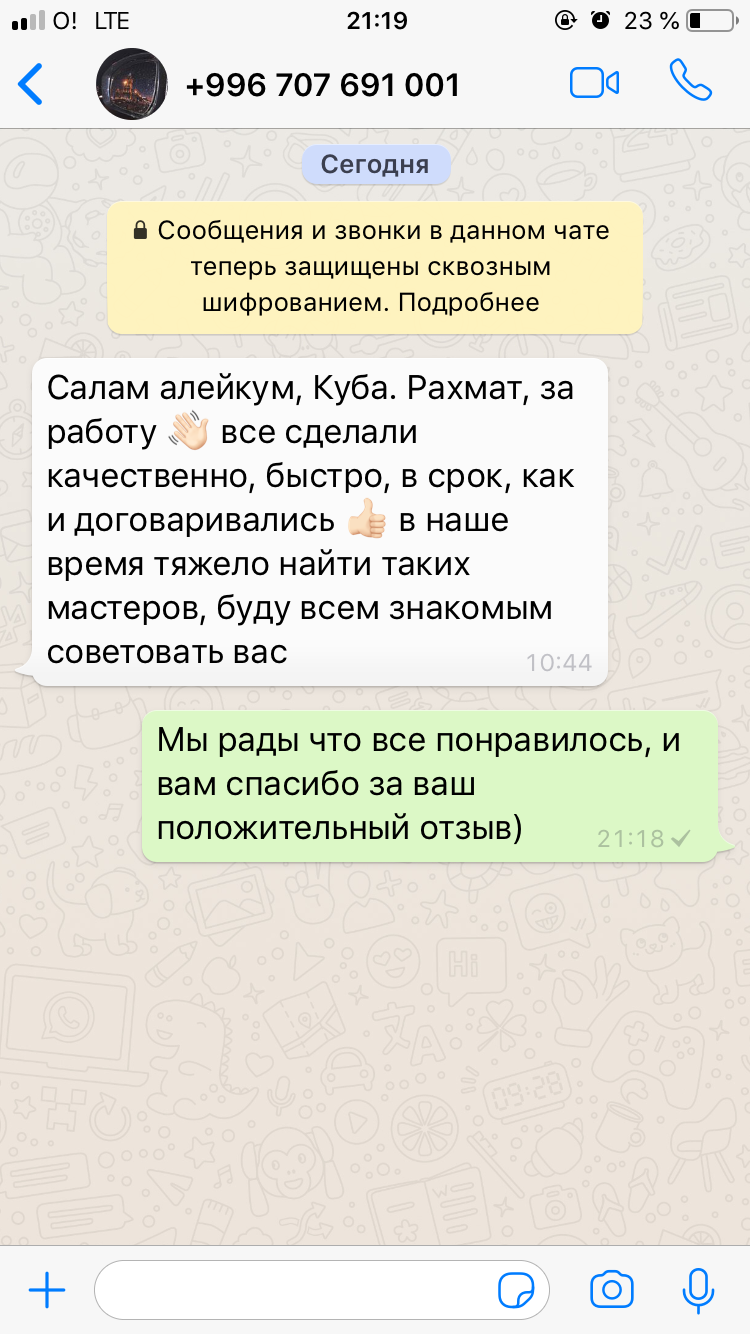 О! LTE 21:19 23 %
+996 707 691 001
Сегодня
Сообщения и звонки в данном чате
теперь защищены сквозным
шифрованием. Подробнее
Салам алейкум, Куба. Рахмат, за
работу 👋🏻 все сделали
качественно, быстро, в срок, как
и договаривались 👍🏻 в наше
время тяжело найти таких
мастеров, буду всем знакомым
советовать вас
10:44
Мы рады что все понравилось, и
вам спасибо за ваш
положительный отзыв)
21:18
Hi
09:28